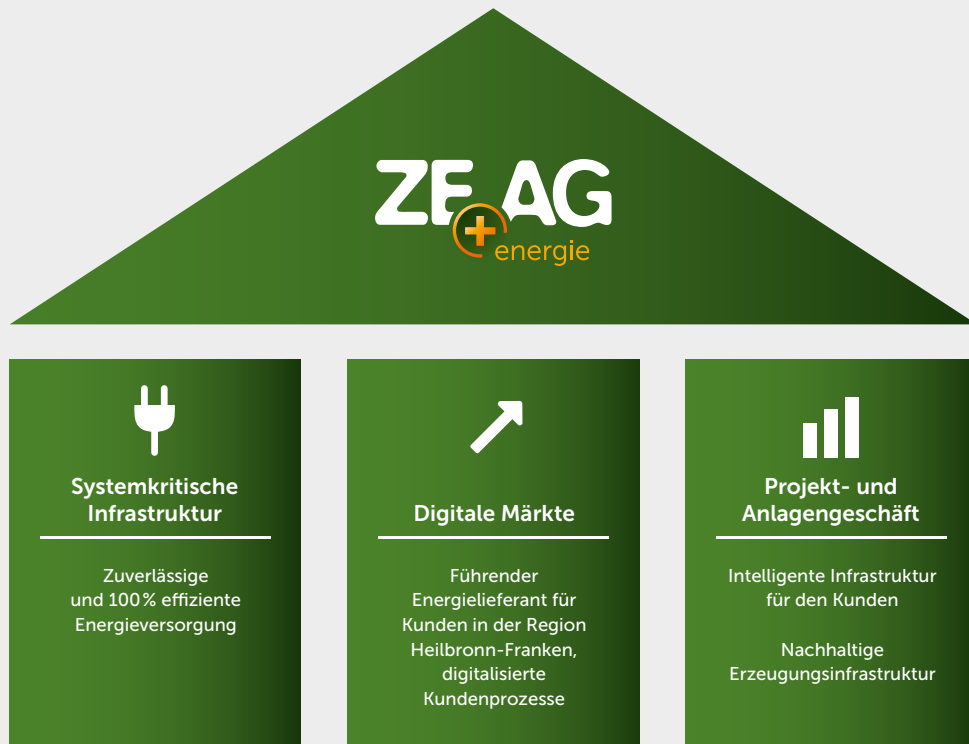 ZEAG
energie
Systemkritische
Infrastruktur
Zuverlässige
und 100% effiziente
Energieversorgung
Digitale Märkte
Führender
Energielieferant für
Kunden in der Region
Heilbronn-Franken,
digitalisierte
Kundenprozesse
Projekt- und
Anlagengeschäft
Intelligente Infrastruktur
für den Kunden
Nachhaltige
Erzeugungsinfrastruktur